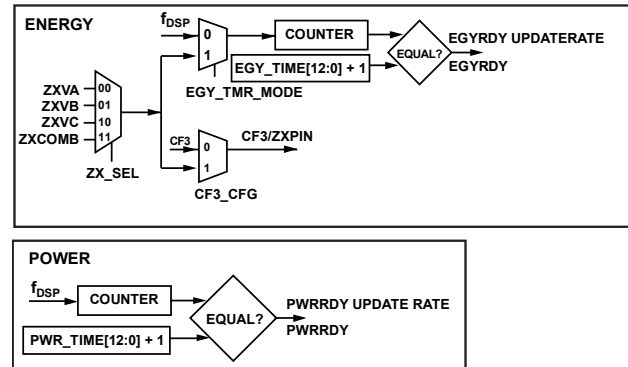 ENERGY
fDSP
0
1
COUNTER
EGY_TIME[12:0] + 1
EQUAL?
EGYRDY UPDATERATE
EGYRDY
EGY_TMR_MODE
ZXVA
00
ZXVB
01
ZXVC
10
ZXCOMB
11
ZX_SEL
CF3
0
1
CF3/ZXPIN
CF3_CFG
POWER
fDSP
COUNTER
PWR_TIME[12:0] + 1
EQUAL?
PWRRDY UPDATE RATE
PWRRDY